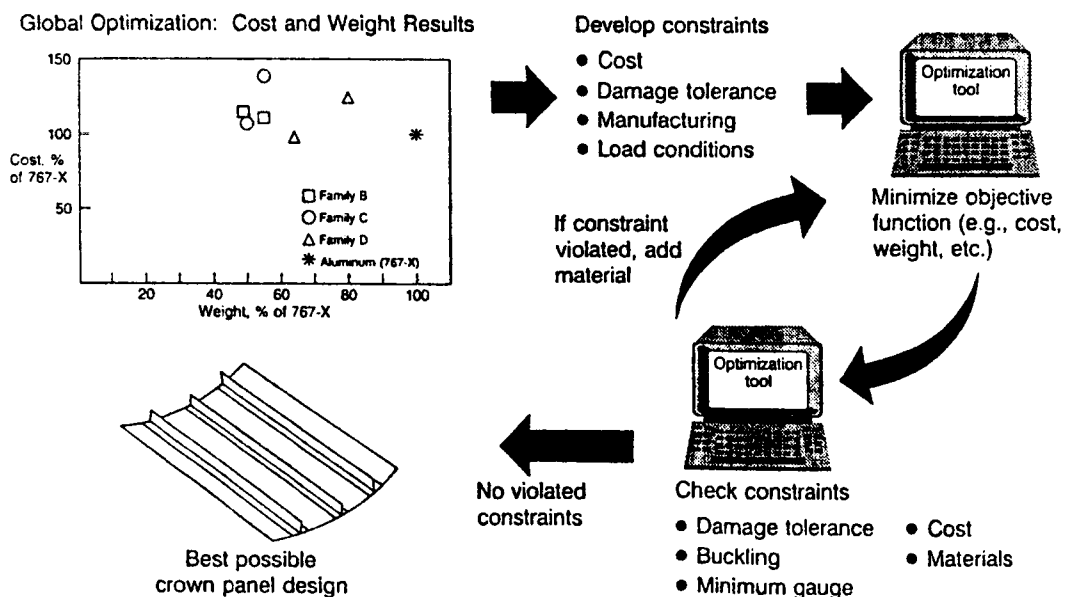 Global Optimization: Cost and Weight Results
150
100
50
Cost. %
of 767-X
□ Family B
○ Family C
△ Family D
✳ Aluminum (767-X)
20 40 60 80 100
Weight, % of 767-X
Develop constraints
● Cost
● Damage tolerance
● Manufacturing
● Load conditions
Optimization
tool
Minimize objective
function (e.g., cost,
weight, etc.)
If constraint
violated, add
material
Optimization
tool
Check constraints
● Damage tolerance
● Buckling
● Minimum gauge
● Cost
● Materials
No violated
constraints
Best possible
crown panel design